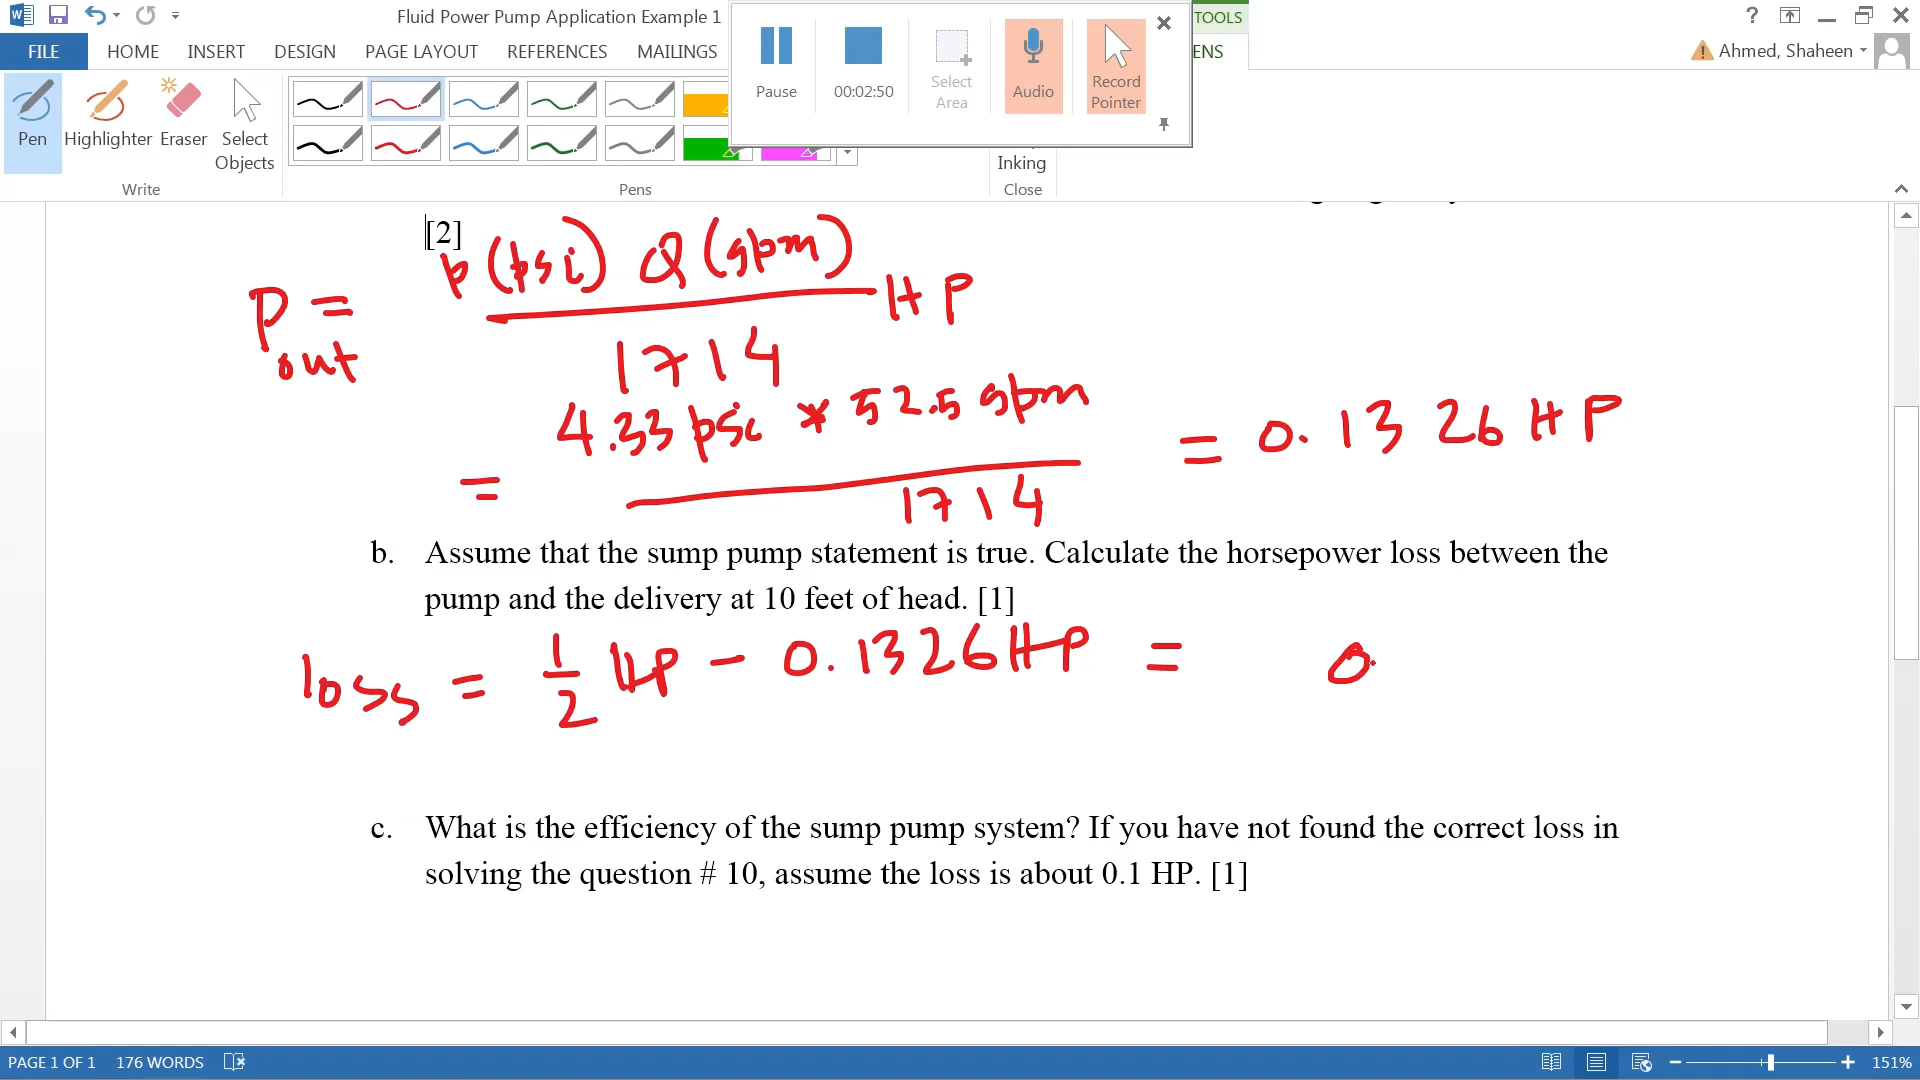 Fluid Power Pump Application Example 1
TOOLS
FILE HOME INSERT DESIGN PAGE LAYOUT REFERENCES MAILINGS ENS
Ahmed, Shaheen
Pause 00:02:50 Select Area Audio Record Pointer
Pen Highlighter Eraser Select Objects
Inking
Write Pens Close
[2]
P out = p (psi) Q (gpm) / 1714 HP
= 4.33 psi * 52.5 gpm / 1714 = 0.1326 HP
b. Assume that the sump pump statement is true. Calculate the horsepower loss between the
pump and the delivery at 10 feet of head. [1]
loss = 1/2 HP - 0.1326 HP = 0.
c. What is the efficiency of the sump pump system? If you have not found the correct loss in
solving the question # 10, assume the loss is about 0.1 HP. [1]
PAGE 1 OF 1 176 WORDS 151%